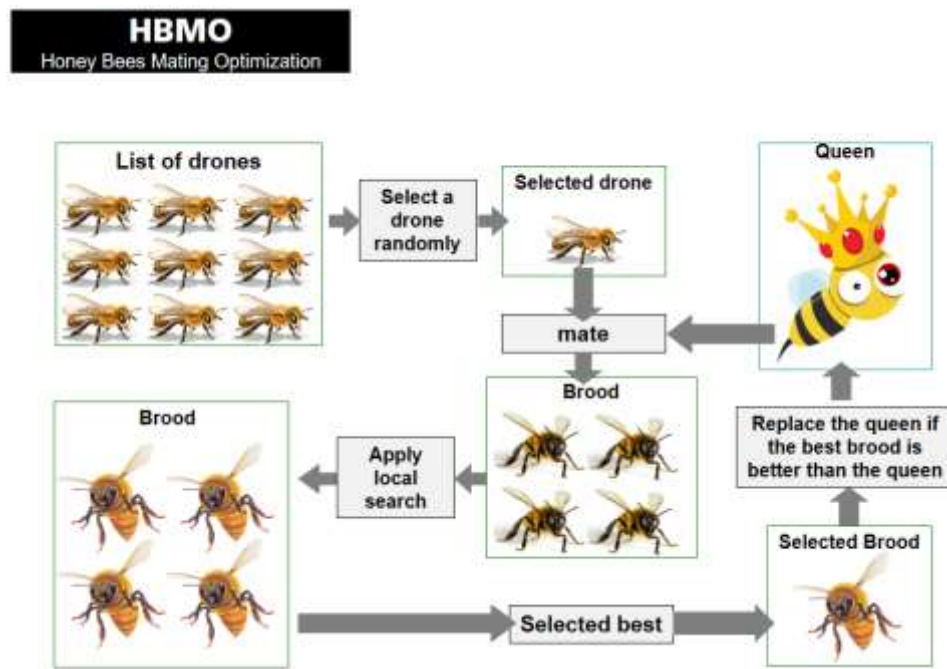 HBMO
Honey Bees Mating Optimization
List of drones
Select a
drone
randomly
Selected drone
Queen
mate
Brood
Apply
local
search
Brood
Replace the queen if
the best brood is
better than the queen
Selected best
Selected Brood